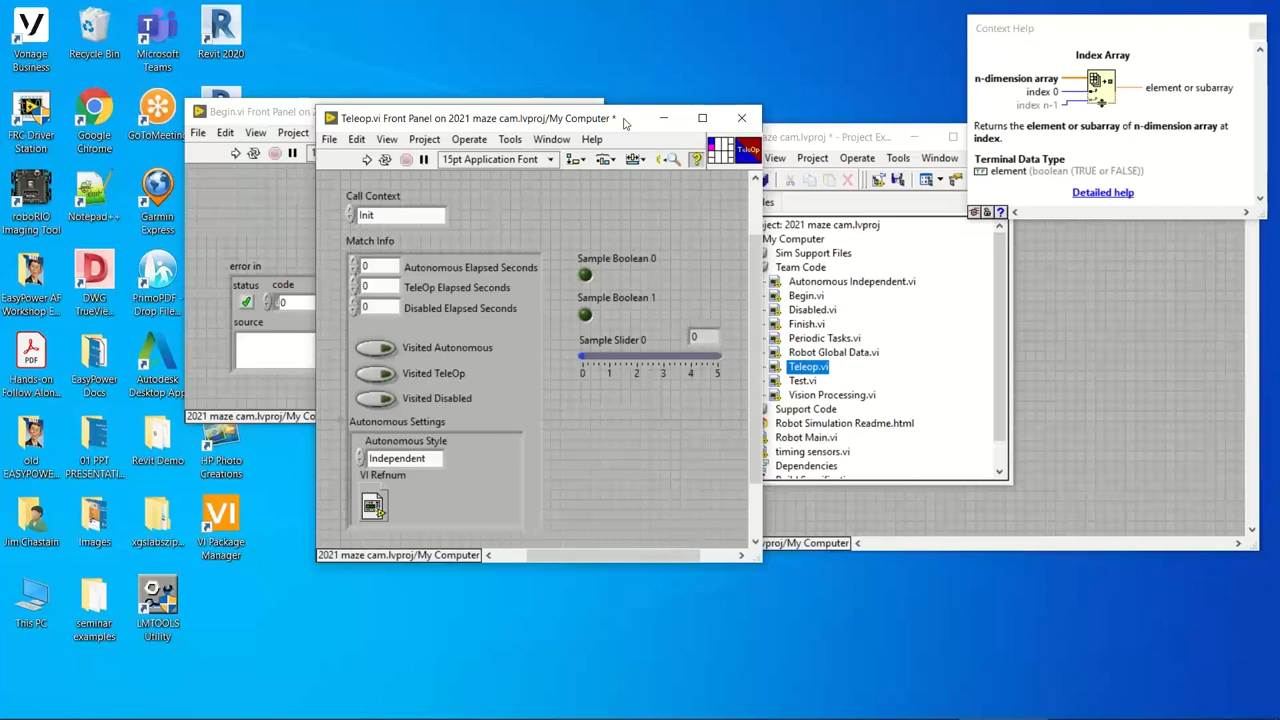 Vonage
Business
Recycle Bin
Microsoft
Teams
Revit 2020
FRC Driver
Station
Google
Chrome
GoToMeeting
roboRIO
Imaging Tool
Notepad++
Garmin
Express
EasyPower AF
Workshop E...
DWG
TrueView...
PrimoPDF -
Drop File...
Hands-on
Follow Alon...
EasyPower
Docs
Autodesk
Desktop App
old
EASYPOWE...
01 PPT
PRESENTATI...
Revit Demo
HP Photo
Creations
Jim Chastain
Images
xgslabszip...
VI Package
Manager
This PC
seminar
examples
LMTOOLS
Utility
Begin.vi Front Panel on 2021 m
File Edit View Project
error in
status code
0
source
2021 maze cam.lvproj/My Com
Teleop.vi Front Panel on 2021 maze cam.lvproj/My Computer *
File Edit View Project Operate Tools Window Help
15pt Application Font
TeleOp
Call Context
Init
Match Info
0 Autonomous Elapsed Seconds
0 TeleOp Elapsed Seconds
0 Disabled Elapsed Seconds
Visited Autonomous
Visited TeleOp
Visited Disabled
Autonomous Settings
Autonomous Style
Independent
VI Refnum
Sample Boolean 0
Sample Boolean 1
Sample Slider 0
0
0 1 2 3 4 5
2021 maze cam.lvproj/My Computer
maze cam.lvproj * - Project Ex...
View Project Operate Tools Window
les
ject: 2021 maze cam.lvproj
My Computer
Sim Support Files
Team Code
Autonomous Independent.vi
Begin.vi
Disabled.vi
Finish.vi
Periodic Tasks.vi
Robot Global Data.vi
Teleop.vi
Test.vi
Vision Processing.vi
Support Code
Robot Simulation Readme.html
Robot Main.vi
timing sensors.vi
Dependencies
vproj/My Computer
Context Help
Index Array
n-dimension array
index 0
index n-1
element or subarray
Returns the element or subarray of n-dimension array at
index.
Terminal Data Type
TF element (boolean (TRUE or FALSE))
Detailed help